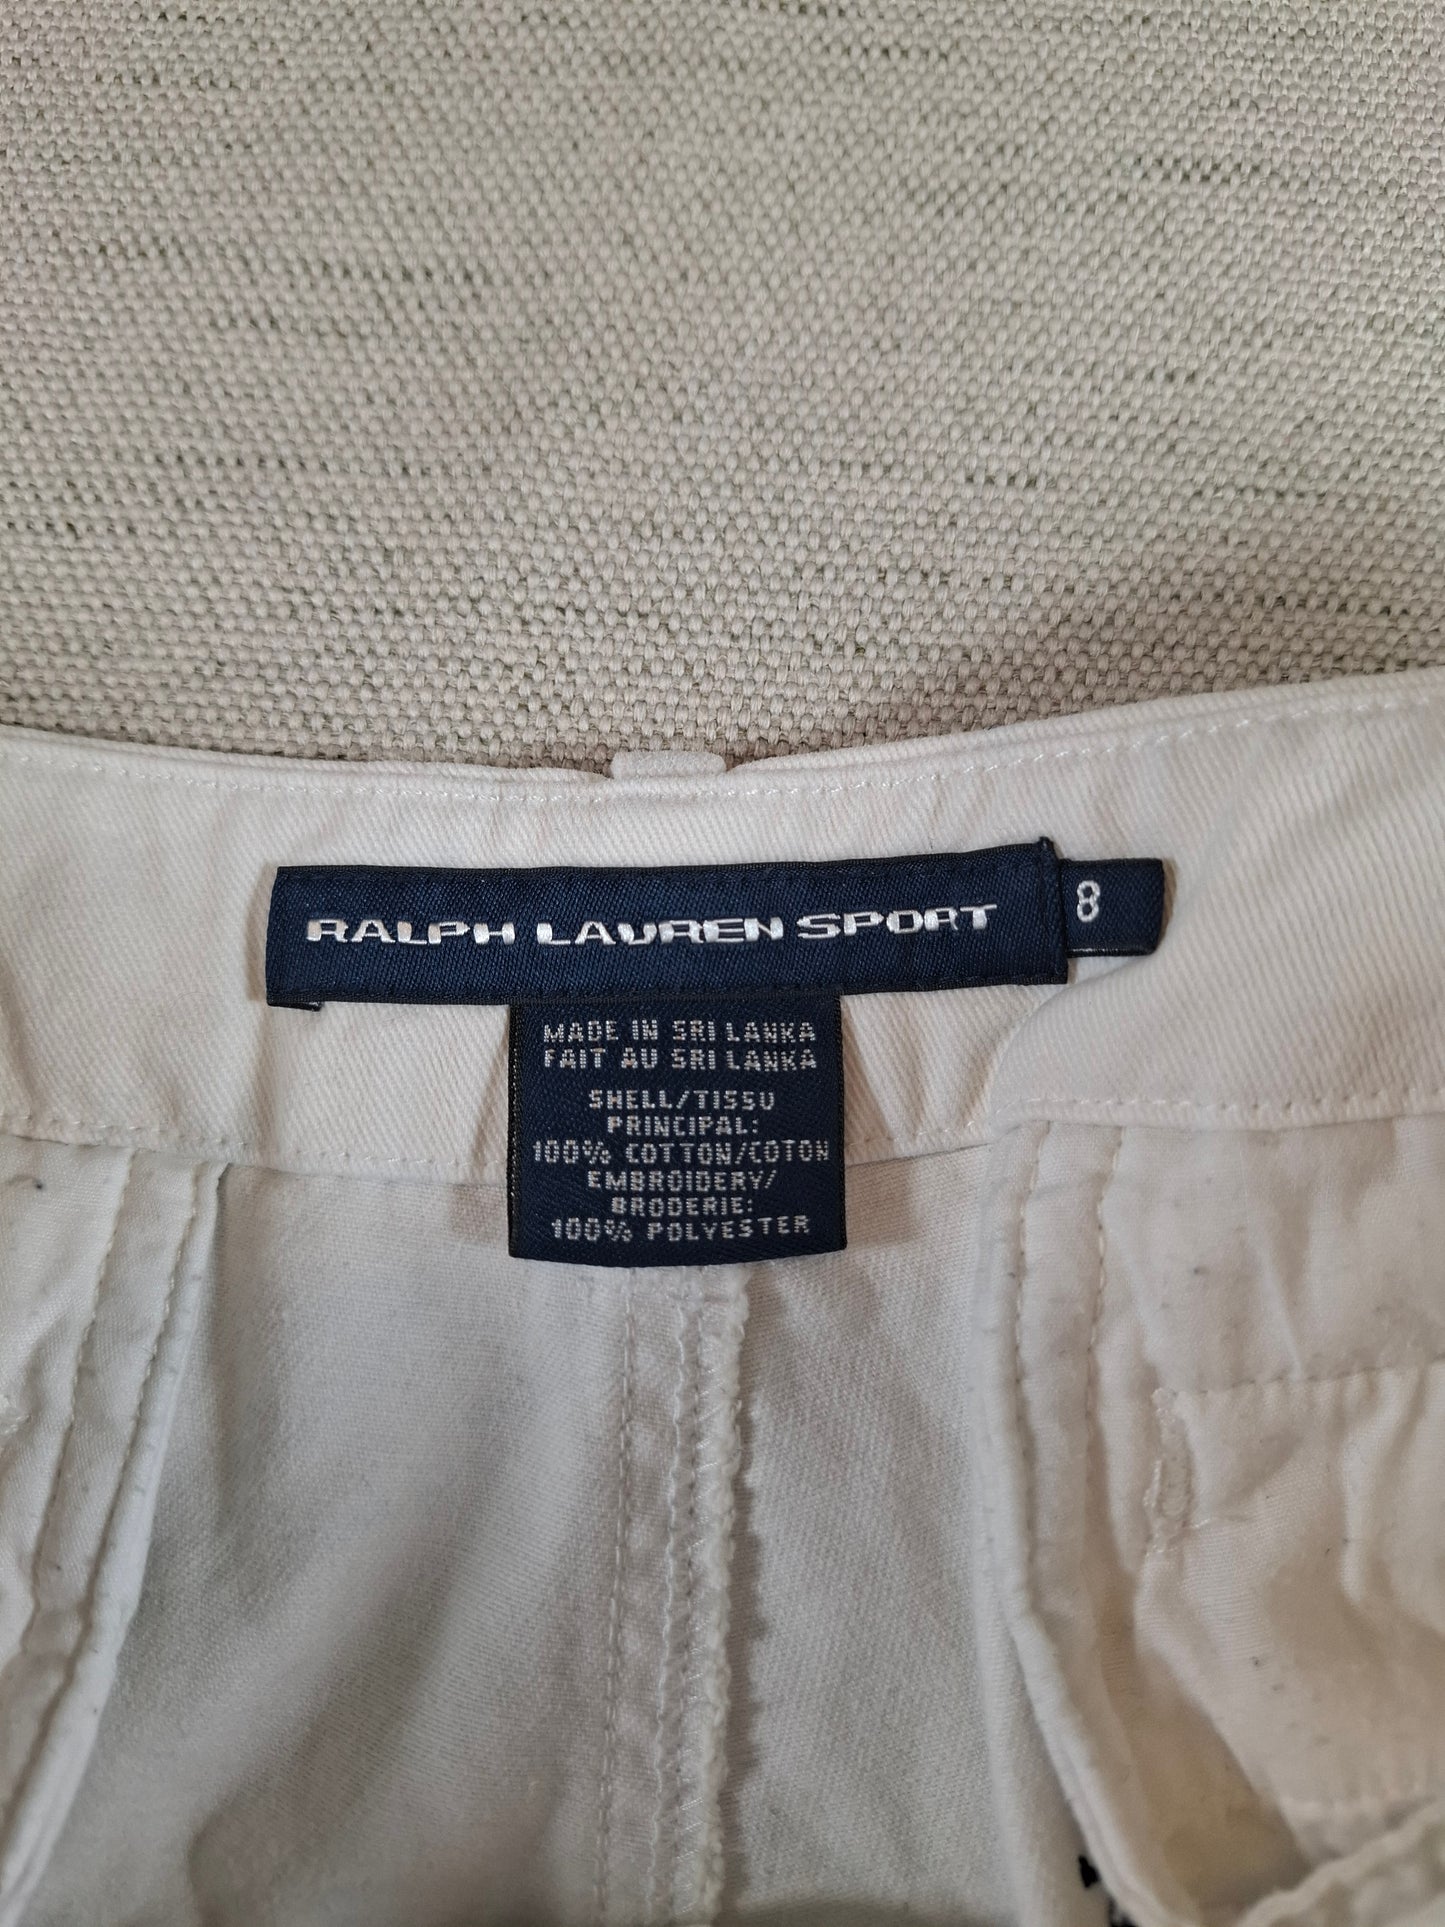 RALPH LAUREN SPORT 8
MADE IN SRI LANKA
FAIT AU SRI LANKA
SHELL/TISSU
PRINCIPAL:
100% COTTON/COTON
EMBROIDERY/
BRODERIE:
100% POLYESTER